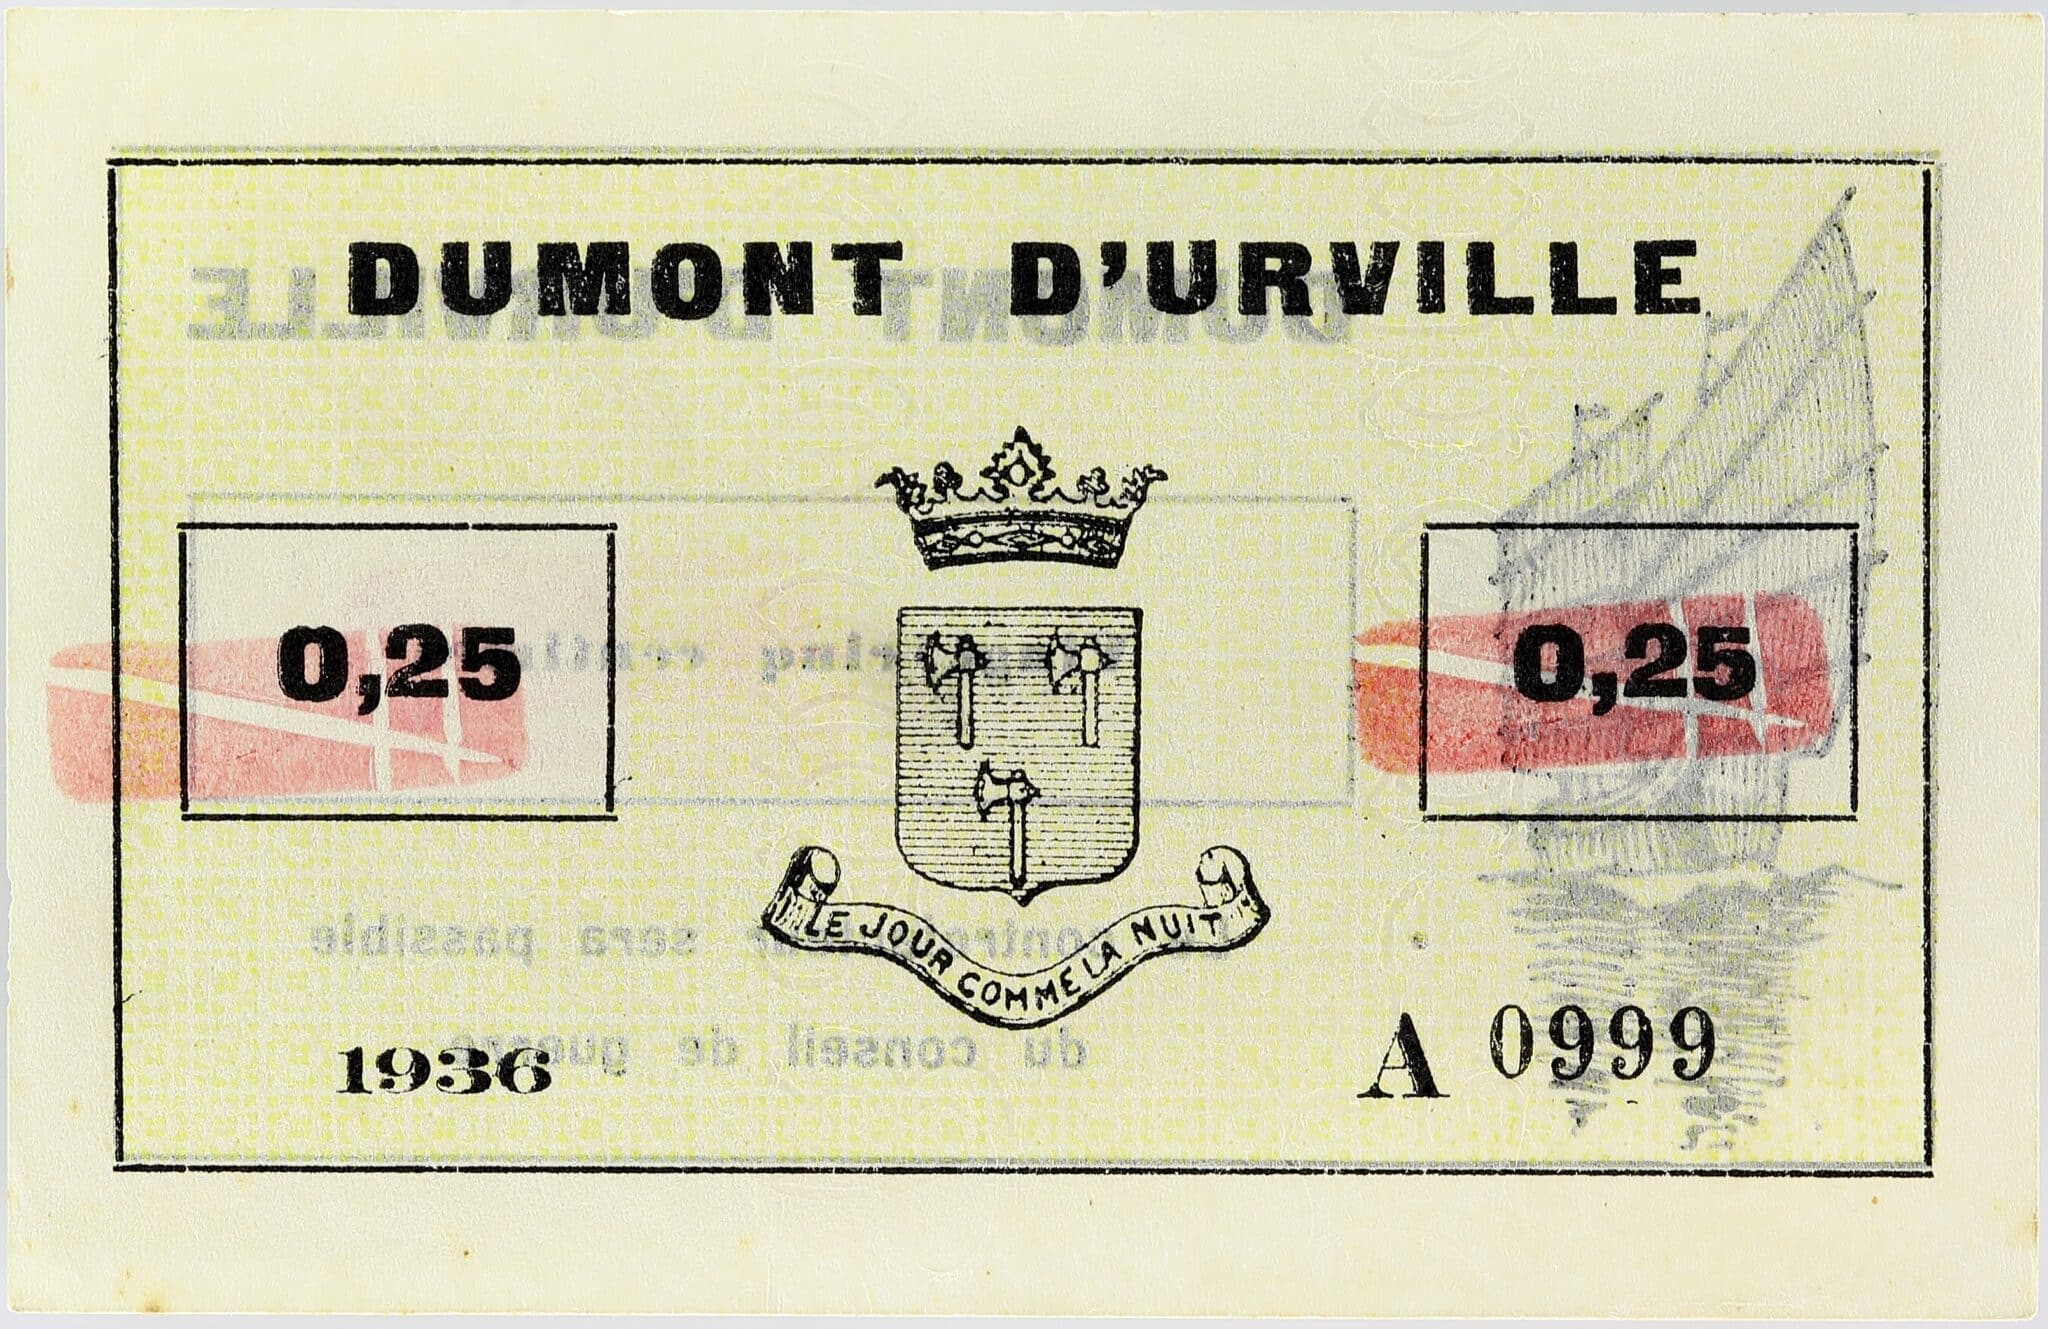 DUMONT D'URVILLE
0,25
0,25
LE JOUR COMME LA NUIT
1936
A 0999